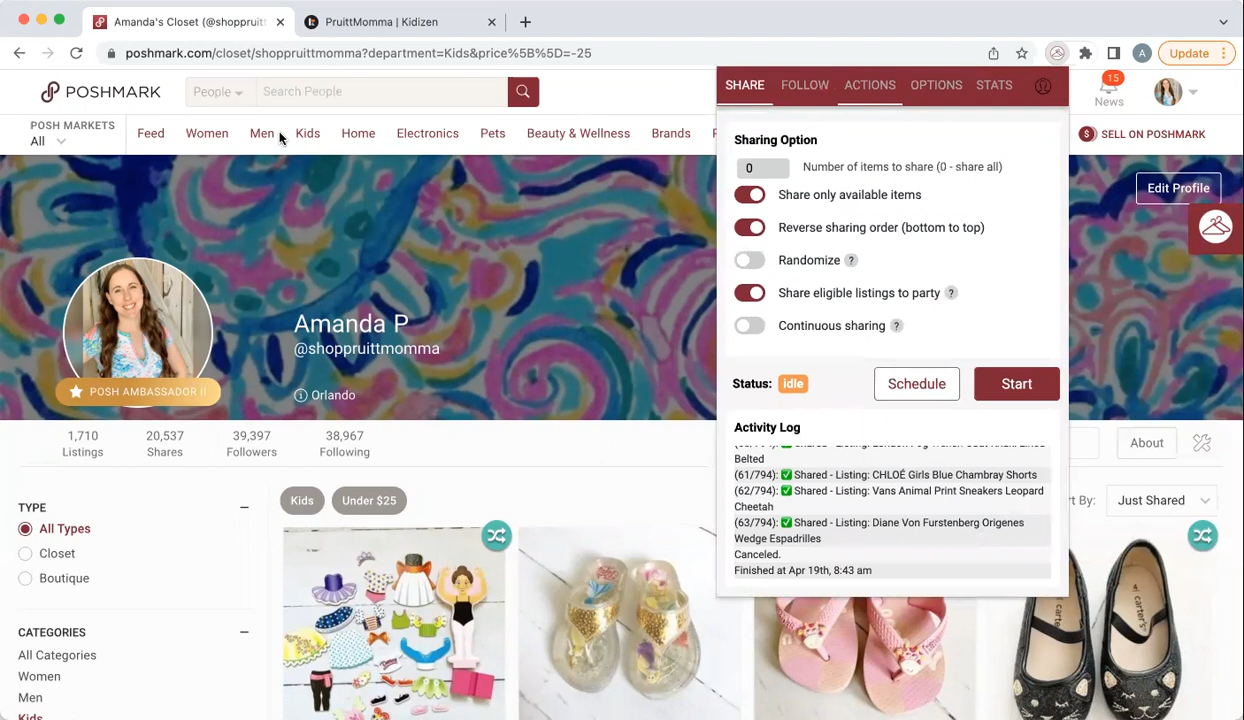 Amanda's Closet (@shoppruitt
PruittMomma | Kidizen
poshmark.com/closet/shoppruittmomma?department=Kids&price%5B%5D=-25
A
Update
POSHMARK
People
Search People
SHARE
FOLLOW
ACTIONS
OPTIONS
STATS
15
News
POSH MARKETS
All
Feed
Women
Men
Kids
Home
Electronics
Pets
Beauty & Wellness
Brands
$ SELL ON POSHMARK
Edit Profile
Sharing Option
0
Number of items to share (0 - share all)
Share only available items
Reverse sharing order (bottom to top)
Randomize ?
Share eligible listings to party ?
Continuous sharing ?
Status: idle
Schedule
Start
Activity Log
Belted
(61/794): ✅ Shared - Listing: CHLOÉ Girls Blue Chambray Shorts
(62/794): ✅ Shared - Listing: Vans Animal Print Sneakers Leopard
Cheetah
(63/794): ✅ Shared - Listing: Diane Von Furstenberg Origenes
Wedge Espadrilles
Canceled.
Finished at Apr 19th, 8:43 am
Amanda P
@shoppruittmomma
POSH AMBASSADOR II
Orlando
1,710
Listings
20,537
Shares
39,397
Followers
38,967
Following
About
TYPE
All Types
Closet
Boutique
Kids
Under $25
rt By:
Just Shared
CATEGORIES
All Categories
Women
Men
Kids
carter's